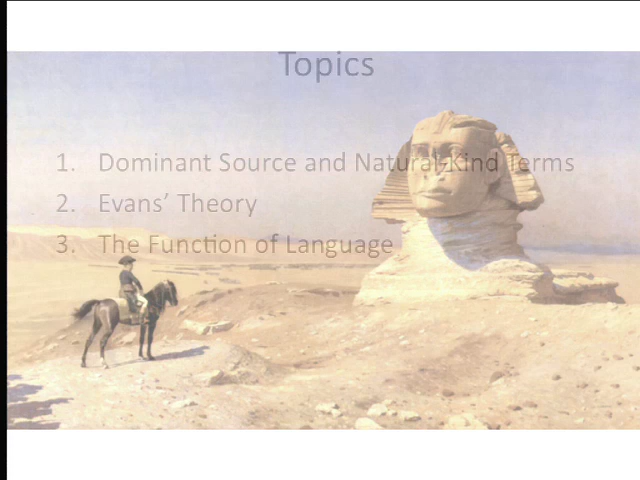 Topics
1. Dominant Source and Natural-Kind Terms
2. Evans’ Theory
3. The Function of Language